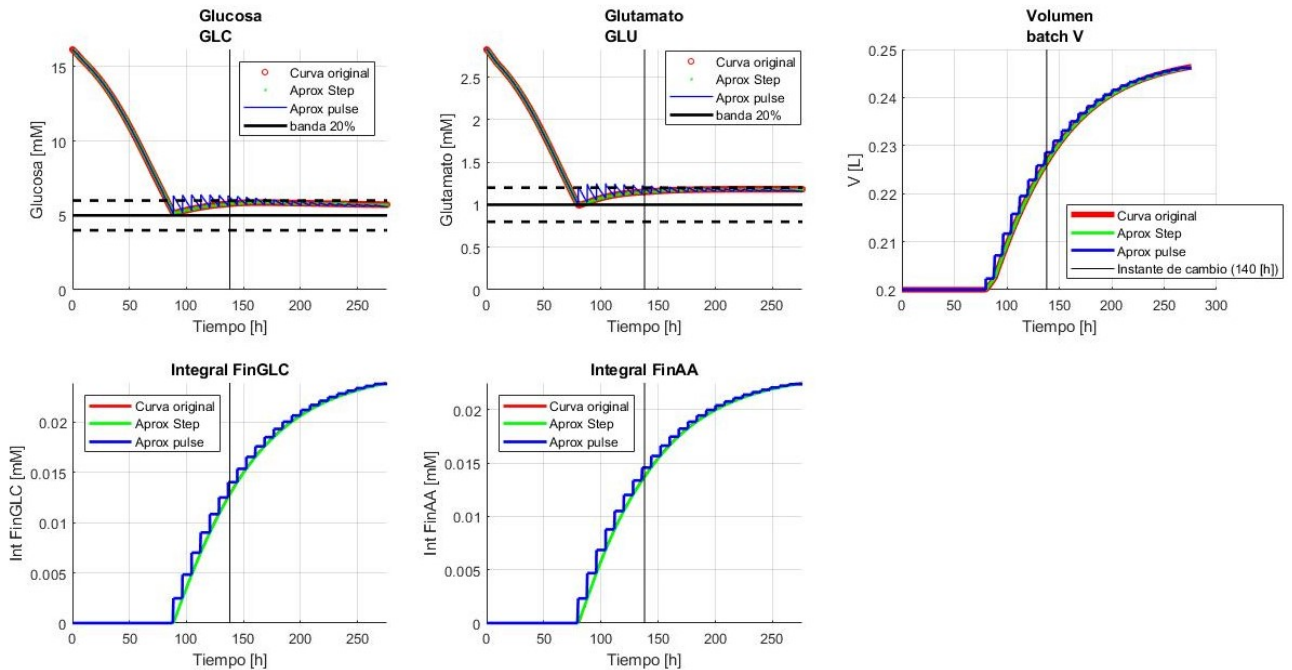 Glucosa
GLC
Glucosa [mM]
15
10
5
0
Curva original
Aprox Step
Aprox pulse
banda 20%
0 50 100 150 200 250
Tiempo [h]
Glutamato
GLU
Glutamato [mM]
2.5
2
1.5
1
0.5
0
Curva original
Aprox Step
Aprox pulse
banda 20%
0 50 100 150 200 250
Tiempo [h]
Volumen
batch V
V [L]
0.25
0.24
0.23
0.22
0.21
0.2
Curva original
Aprox Step
Aprox pulse
Instante de cambio (140 [h])
0 50 100 150 200 250 300
Tiempo [h]
Integral FinGLC
Int FinGLC [mM]
0.02
0.015
0.01
0.005
0
Curva original
Aprox Step
Aprox pulse
0 50 100 150 200 250
Tiempo [h]
Integral FinAA
Int FinAA [mM]
0.02
0.015
0.01
0.005
0
Curva original
Aprox Step
Aprox pulse
0 50 100 150 200 250
Tiempo [h]